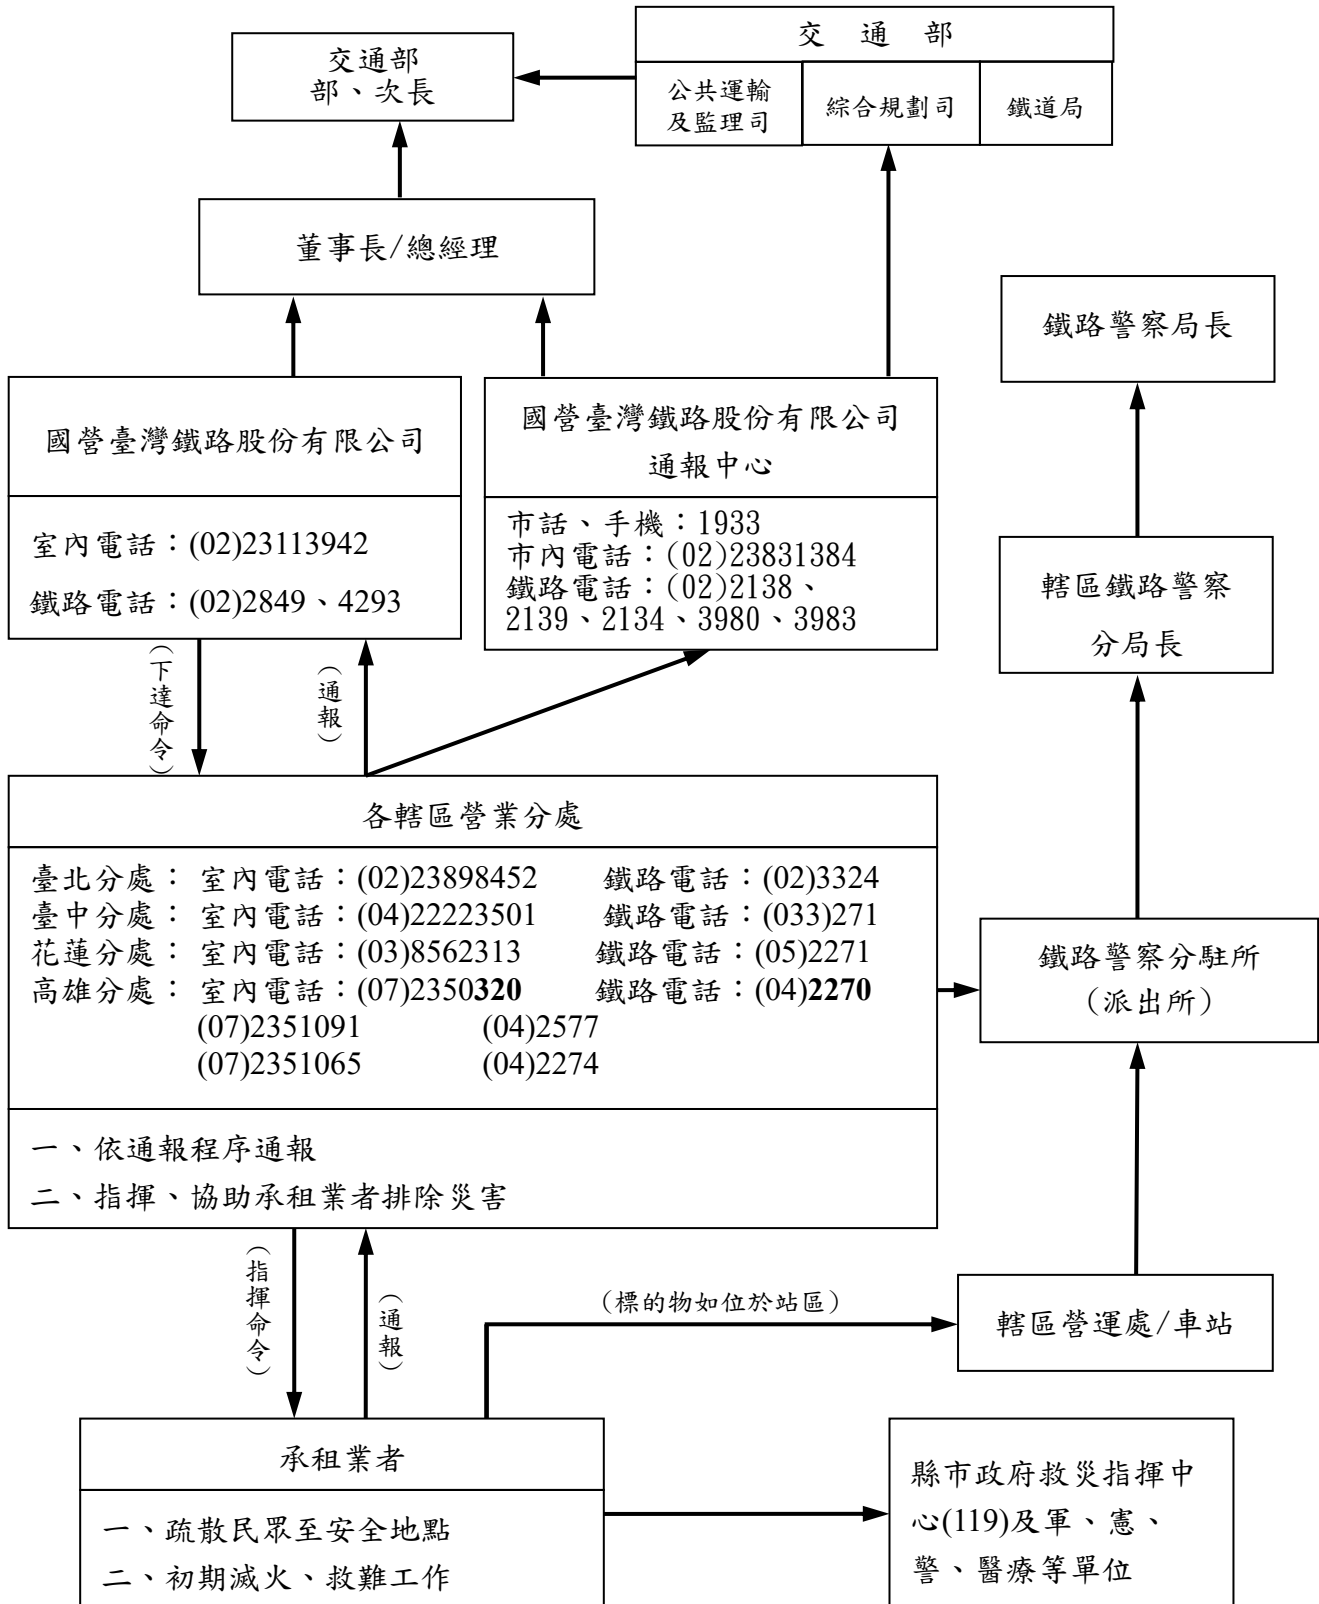 交通部
部、次長
交通部
公共運輸
及監理司
綜合規劃司
鐵道局
董事長/總經理
鐵路警察局長
國營臺灣鐵路股份有限公司
室內電話：(02)23113942
鐵路電話：(02)2849、4293
國營臺灣鐵路股份有限公司
通報中心
市話、手機：1933
市內電話：(02)23831384
鐵路電話：(02)2138、
2139、2134、3980、3983
轄區鐵路警察
分局長
（下達命令）
（通報）
各轄區營業分處
臺北分處： 室內電話：(02)23898452 鐵路電話：(02)3324
臺中分處： 室內電話：(04)22223501 鐵路電話：(033)271
花蓮分處： 室內電話：(03)8562313 鐵路電話：(05)2271
高雄分處： 室內電話：(07)2350320 鐵路電話：(04)2270
(07)2351091 (04)2577
(07)2351065 (04)2274
一、依通報程序通報
二、指揮、協助承租業者排除災害
鐵路警察分駐所
（派出所）
（指揮命令）
（通報）
（標的物如位於站區）
轄區營運處/車站
承租業者
一、疏散民眾至安全地點
二、初期滅火、救難工作
縣市政府救災指揮中
心(119)及軍、憲、
警、醫療等單位